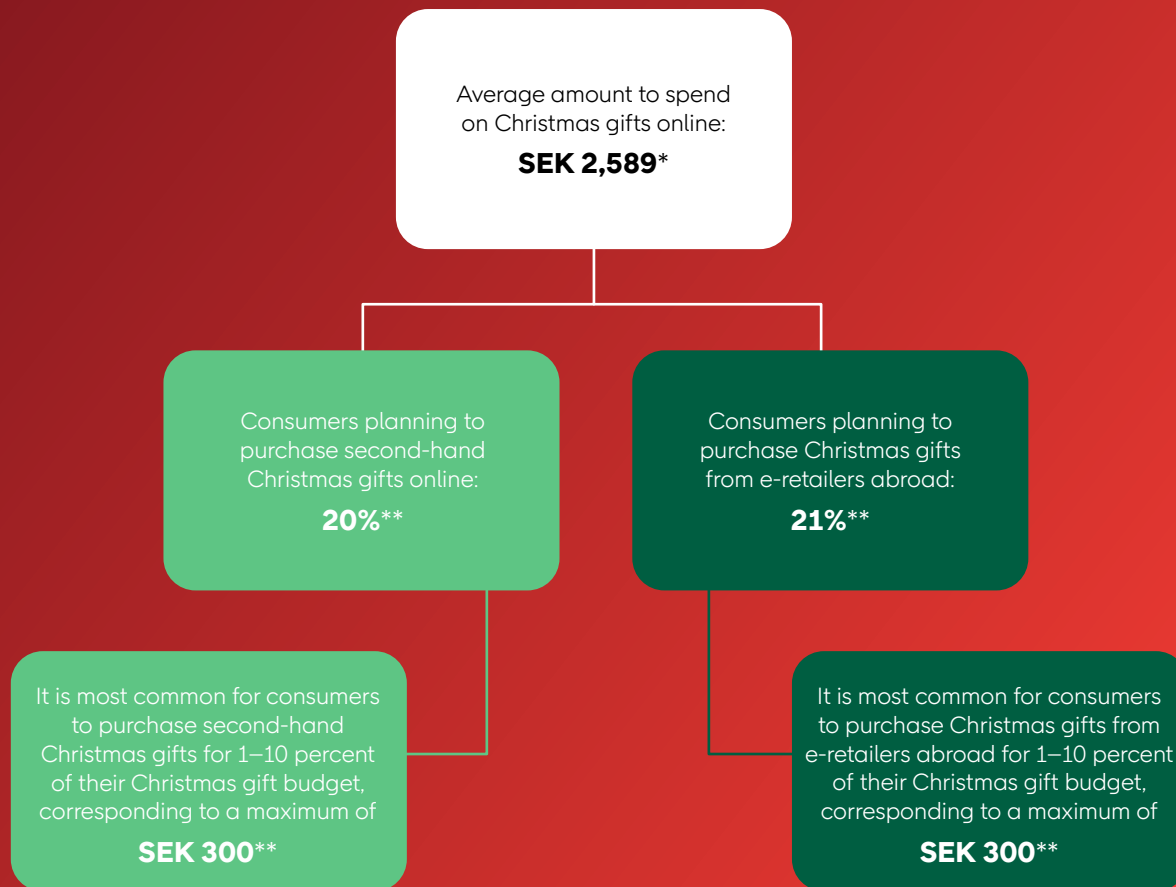 Average amount to spend
on Christmas gifts online:
SEK 2,589*
Consumers planning to
purchase second-hand
Christmas gifts online:
20%**
Consumers planning to
purchase Christmas gifts
from e-retailers abroad:
21%**
It is most common for consumers
to purchase second-hand
Christmas gifts for 1–10 percent
of their Christmas gift budget,
corresponding to a maximum of
SEK 300**
It is most common for consumers
to purchase Christmas gifts from
e-retailers abroad for 1–10 percent
of their Christmas gift budget,
corresponding to a maximum of
SEK 300**